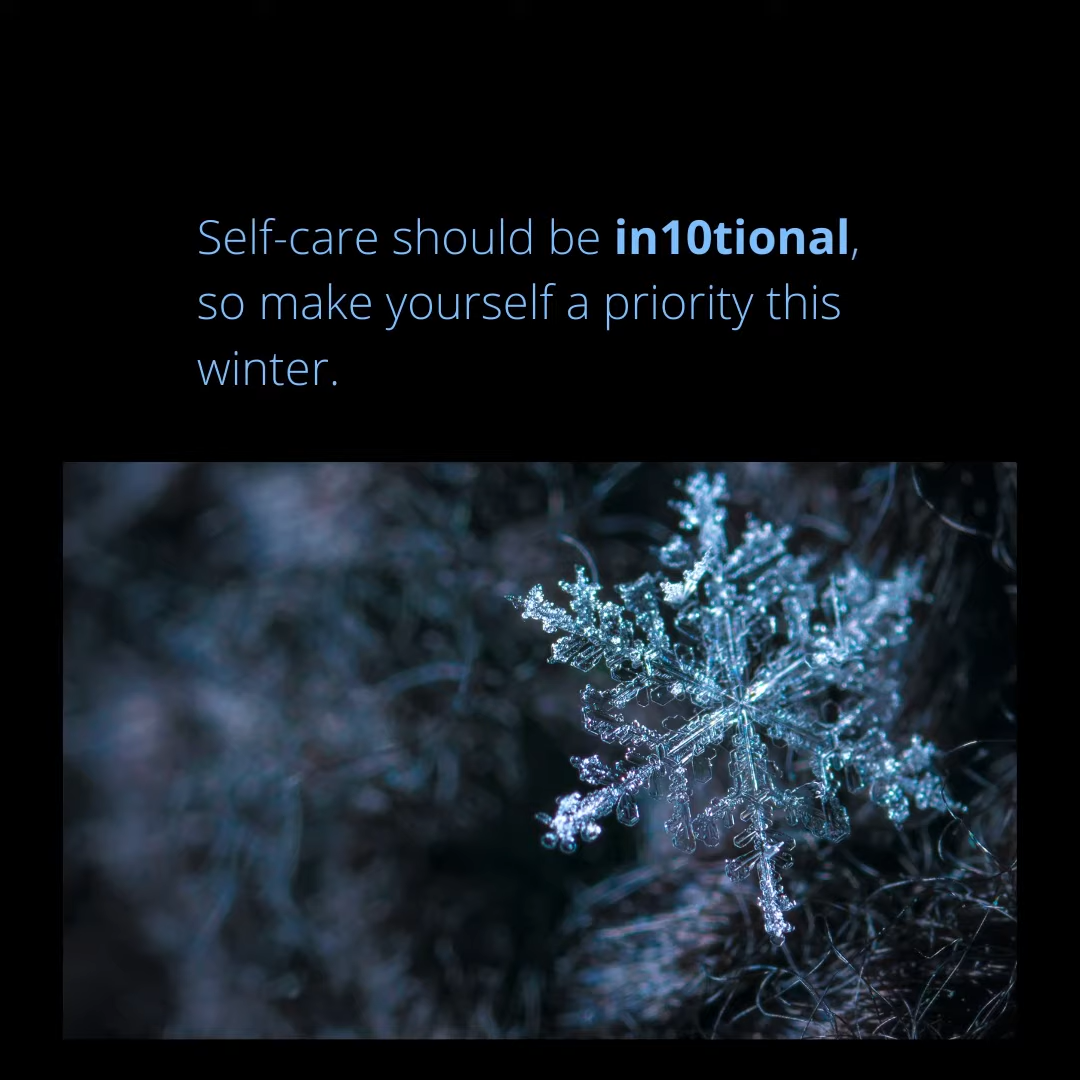 Self-care should be in10tional,
so make yourself a priority this
winter.